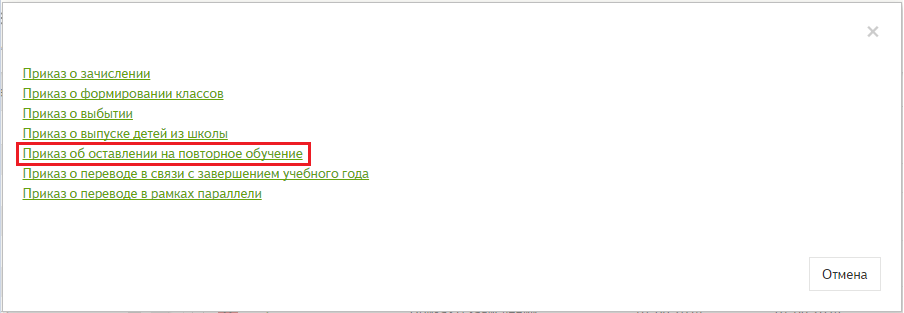 Приказ о зачислении
Приказ о формировании классов
Приказ о выбытии
Приказ о выпуске детей из школы
Приказ об оставлении на повторное обучение
Приказ о переводе в связи с завершением учебного года
Приказ о переводе в рамках параллели
Отмена